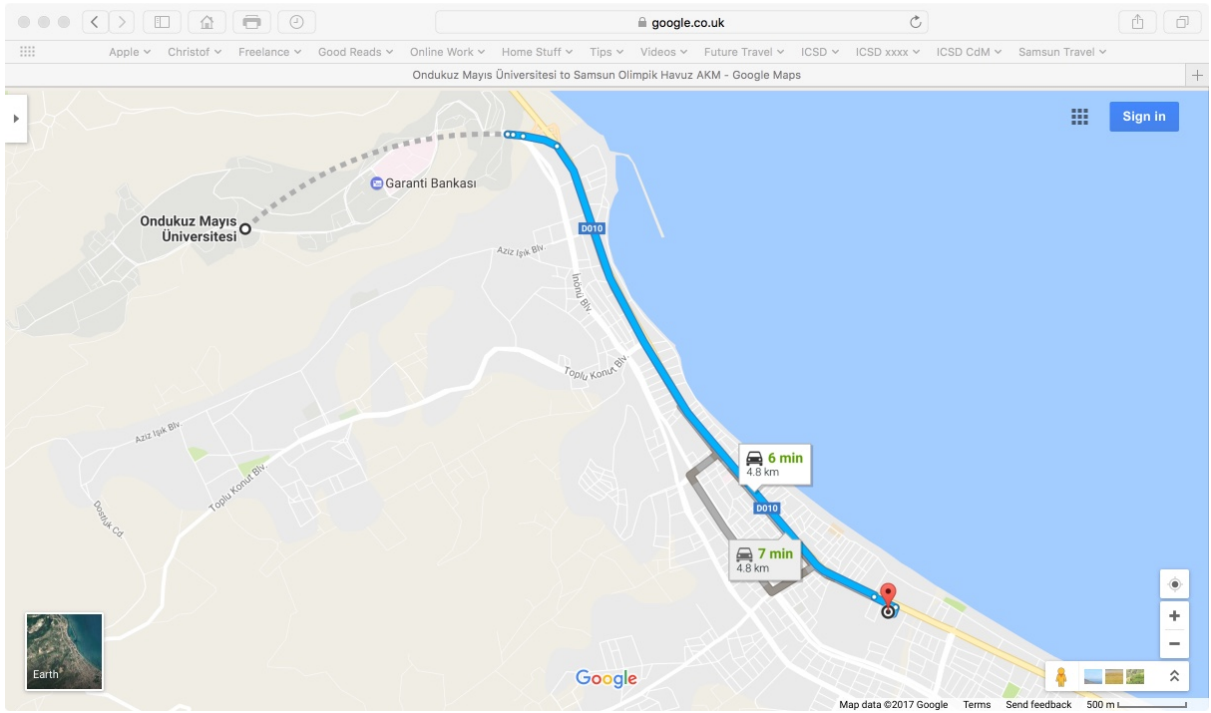 google.co.uk
Apple Christof Freelance Good Reads Online Work Home Stuff Tips Videos Future Travel ICSD ICSD xxxx ICSD CdM Samsun Travel
Ondukuz Mayıs Üniversitesi to Samsun Olimpik Havuz AKM - Google Maps
Sign in
Garanti Bankası
Ondukuz Mayıs
Üniversitesi
D010
Aziz Işık Blv.
İnönü Blv.
Toplu Konut Blv.
Aziz Işık Blv.
6 min
4.8 km
Toplu Konut Blv.
Dostluk Cd
D010
7 min
4.8 km
Earth
Google
Map data ©2017 Google Terms Send feedback 500 m